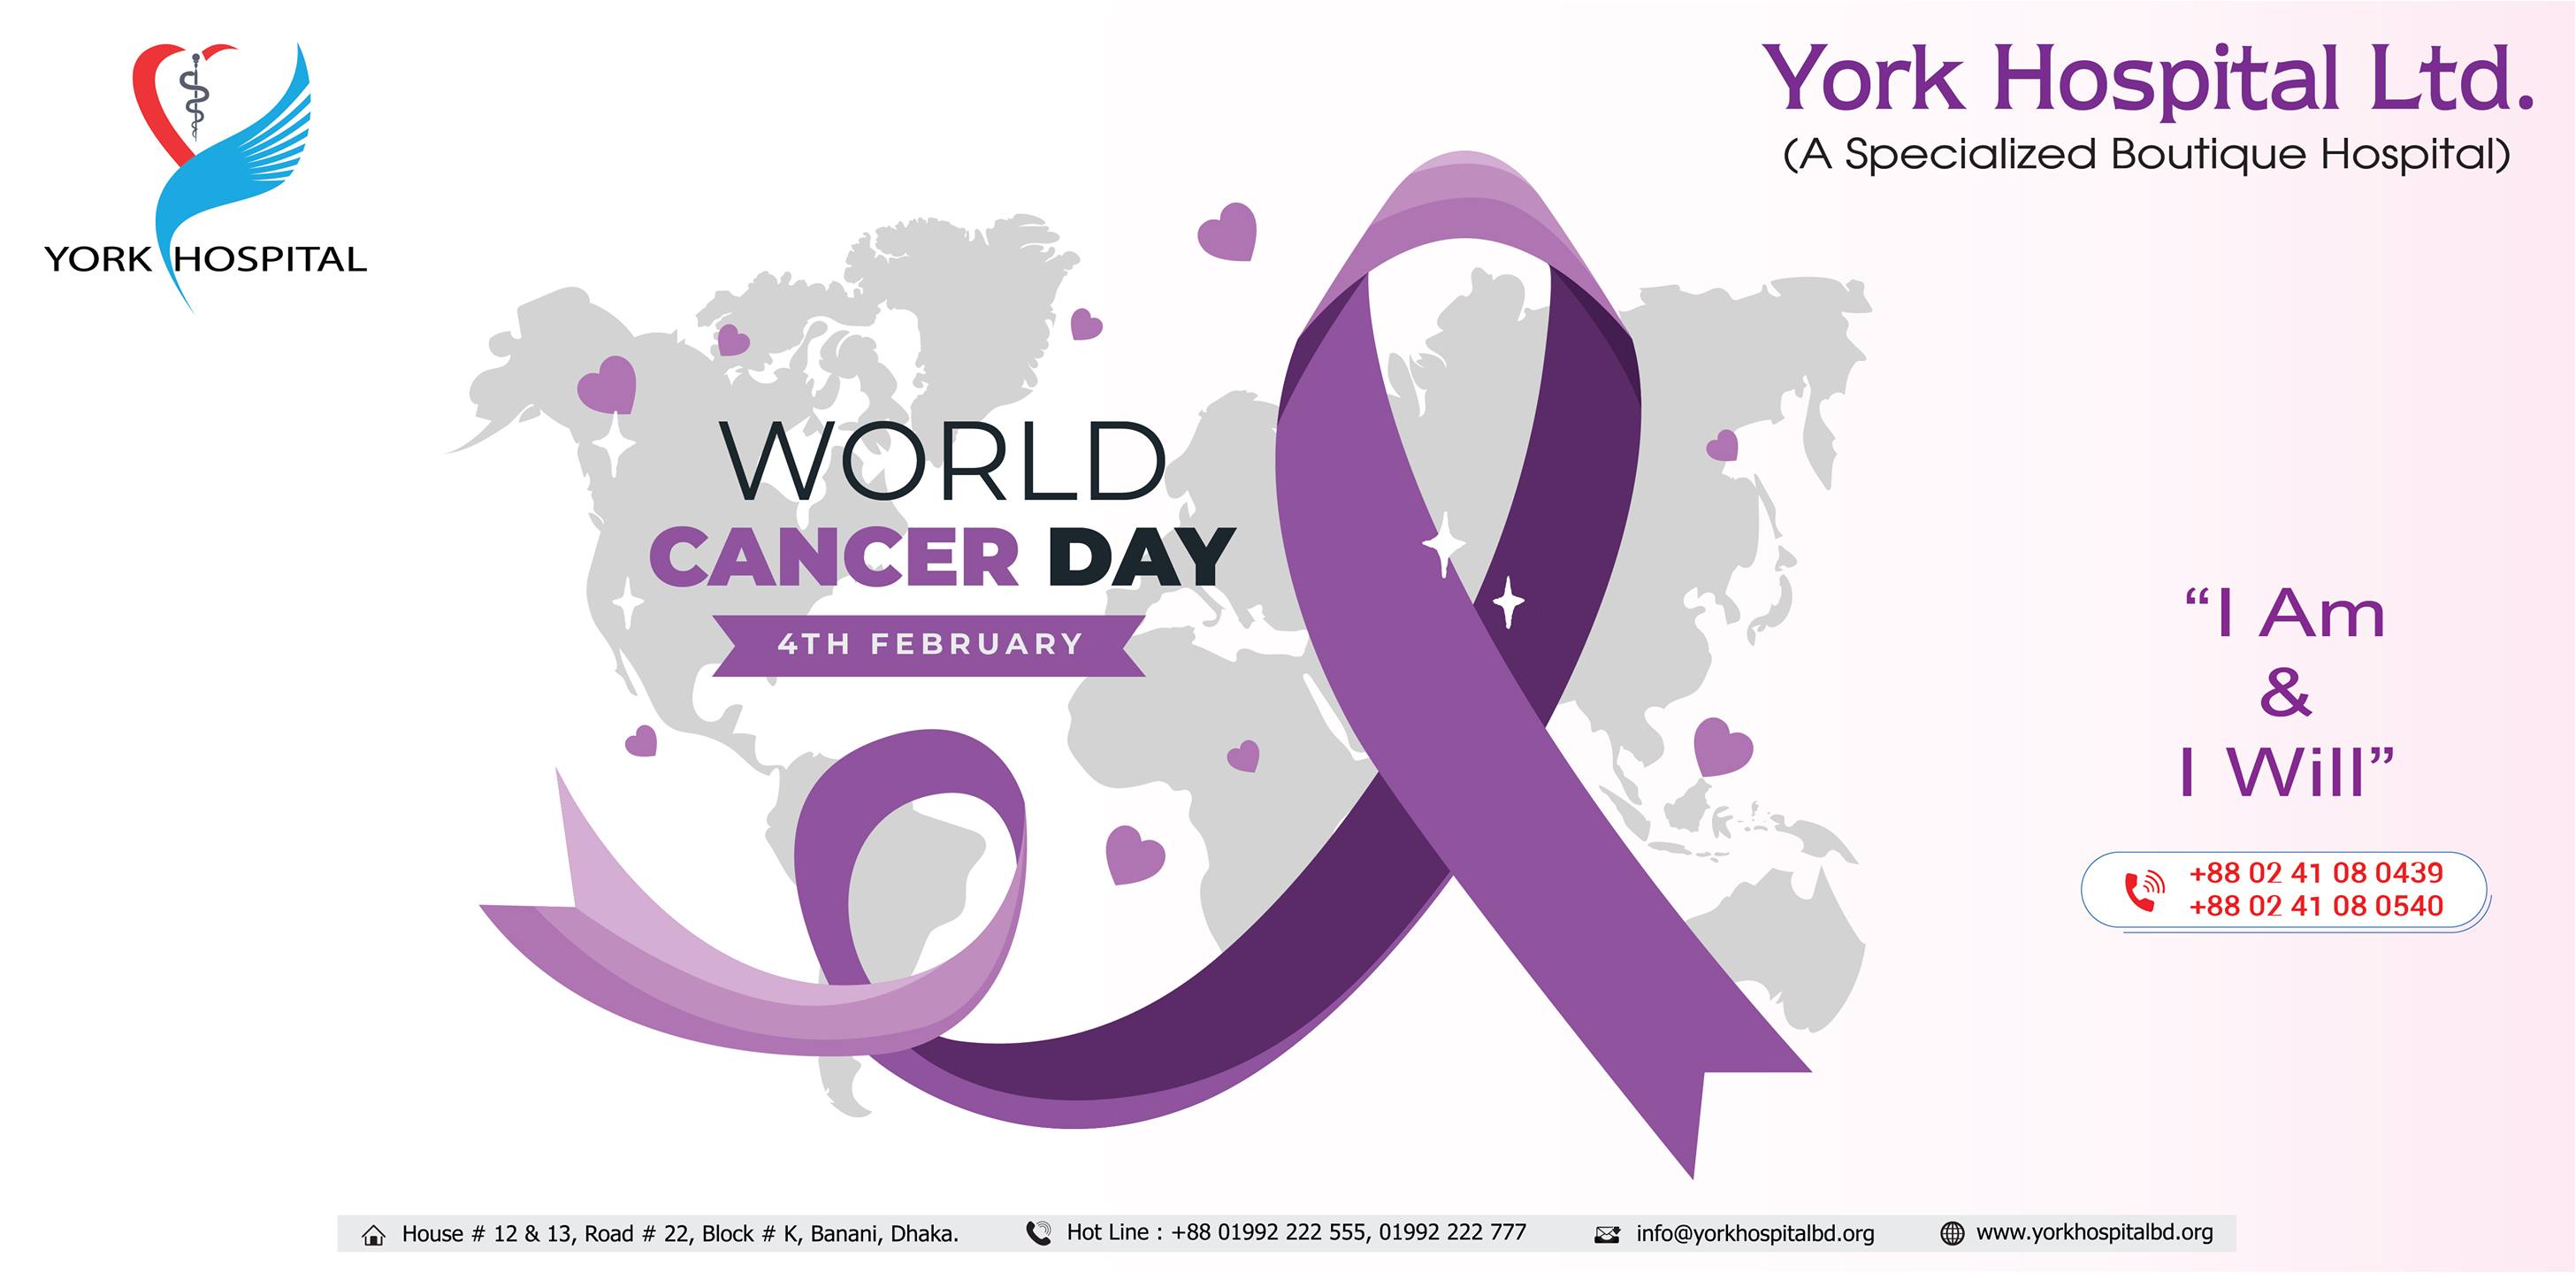 YORK HOSPITAL
York Hospital Ltd.
(A Specialized Boutique Hospital)
WORLD
CANCER DAY
4TH FEBRUARY
“I Am
&
I Will”
+88 02 41 08 0439
+88 02 41 08 0540
House # 12 & 13, Road # 22, Block # K, Banani, Dhaka.
Hot Line : +88 01992 222 555, 01992 222 777
info@yorkhospitalbd.org
www.yorkhospitalbd.org